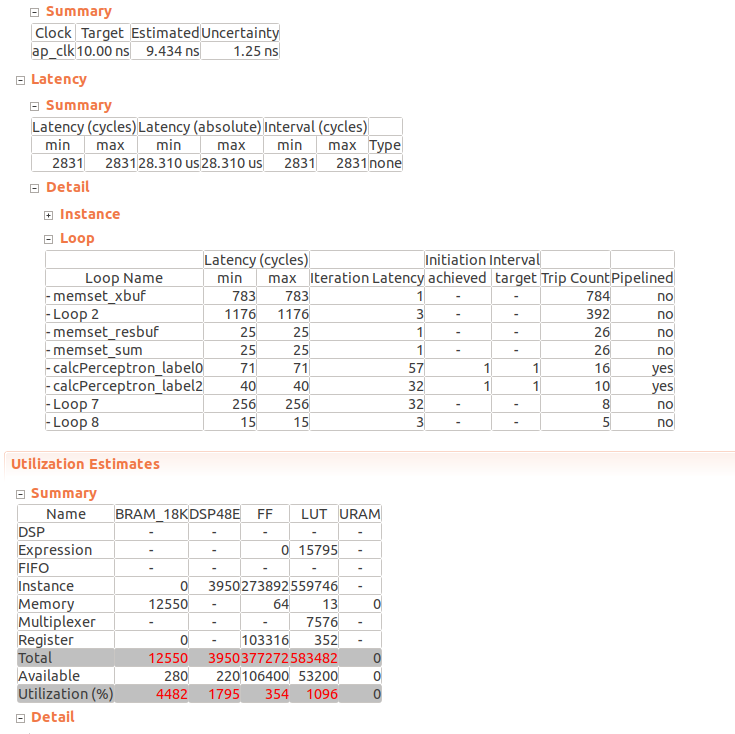 Summary
Clock Target Estimated Uncertainty
ap_clk 10.00 ns 9.434 ns 1.25 ns
Latency
Summary
Latency (cycles) Latency (absolute) Interval (cycles)
min max min max min max Type
2831 2831 28.310 us 28.310 us 2831 2831 none
Detail
Instance
Loop
Latency (cycles) Initiation Interval
Loop Name min max Iteration Latency achieved target Trip Count Pipelined
- memset_xbuf 783 783 1 - - 784 no
- Loop 2 1176 1176 3 - - 392 no
- memset_resbuf 25 25 1 - - 26 no
- memset_sum 25 25 1 - - 26 no
- calcPerceptron_label0 71 71 57 1 1 16 yes
- calcPerceptron_label2 40 40 32 1 1 10 yes
- Loop 7 256 256 32 - - 8 no
- Loop 8 15 15 3 - - 5 no
Utilization Estimates
Summary
Name BRAM_18K DSP48E FF LUT URAM
DSP - - - - -
Expression - - 0 15795 -
FIFO - - - - -
Instance 0 3950 273892 559746 -
Memory 12550 - 64 13 0
Multiplexer - - - 7576 -
Register 0 - 103316 352 -
Total 12550 3950 377272 583482 0
Available 280 220 106400 53200 0
Utilization (%) 4482 1795 354 1096 0
Detail